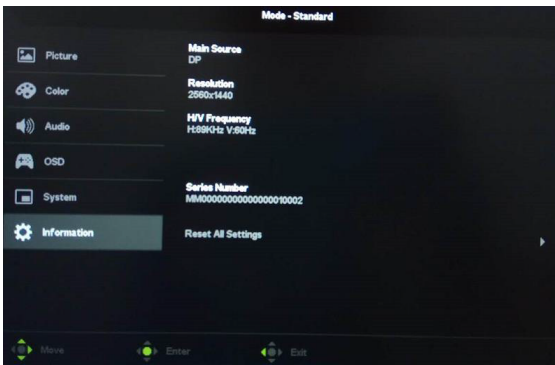 Mode - Standard
Picture
Color
Audio
OSD
System
Information
Main Source
DP
Resolution
2560x1440
H/V Frequency
H:89KHz V:60Hz
Series Number
Reset All Settings
Move
Enter
Exit